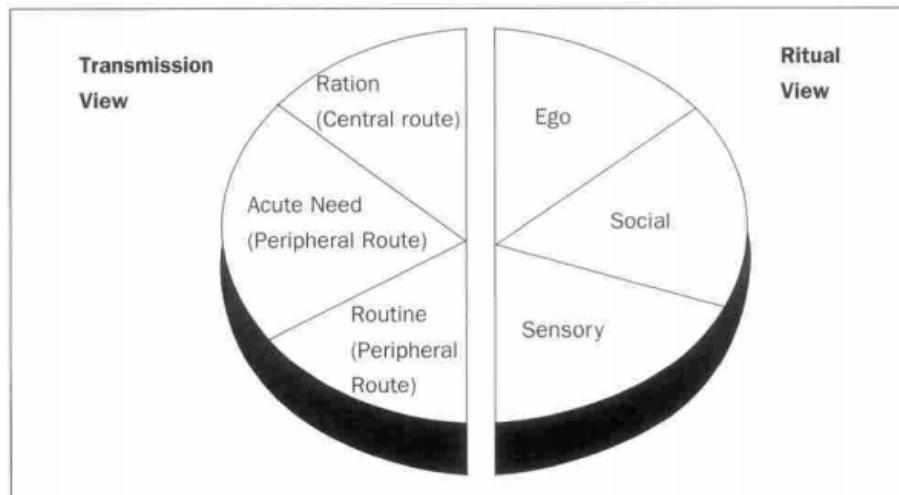 Transmission
View
Ration
(Central route)
Acute Need
(Peripheral Route)
Routine
(Peripheral
Route)
Ritual
View
Ego
Social
Sensory